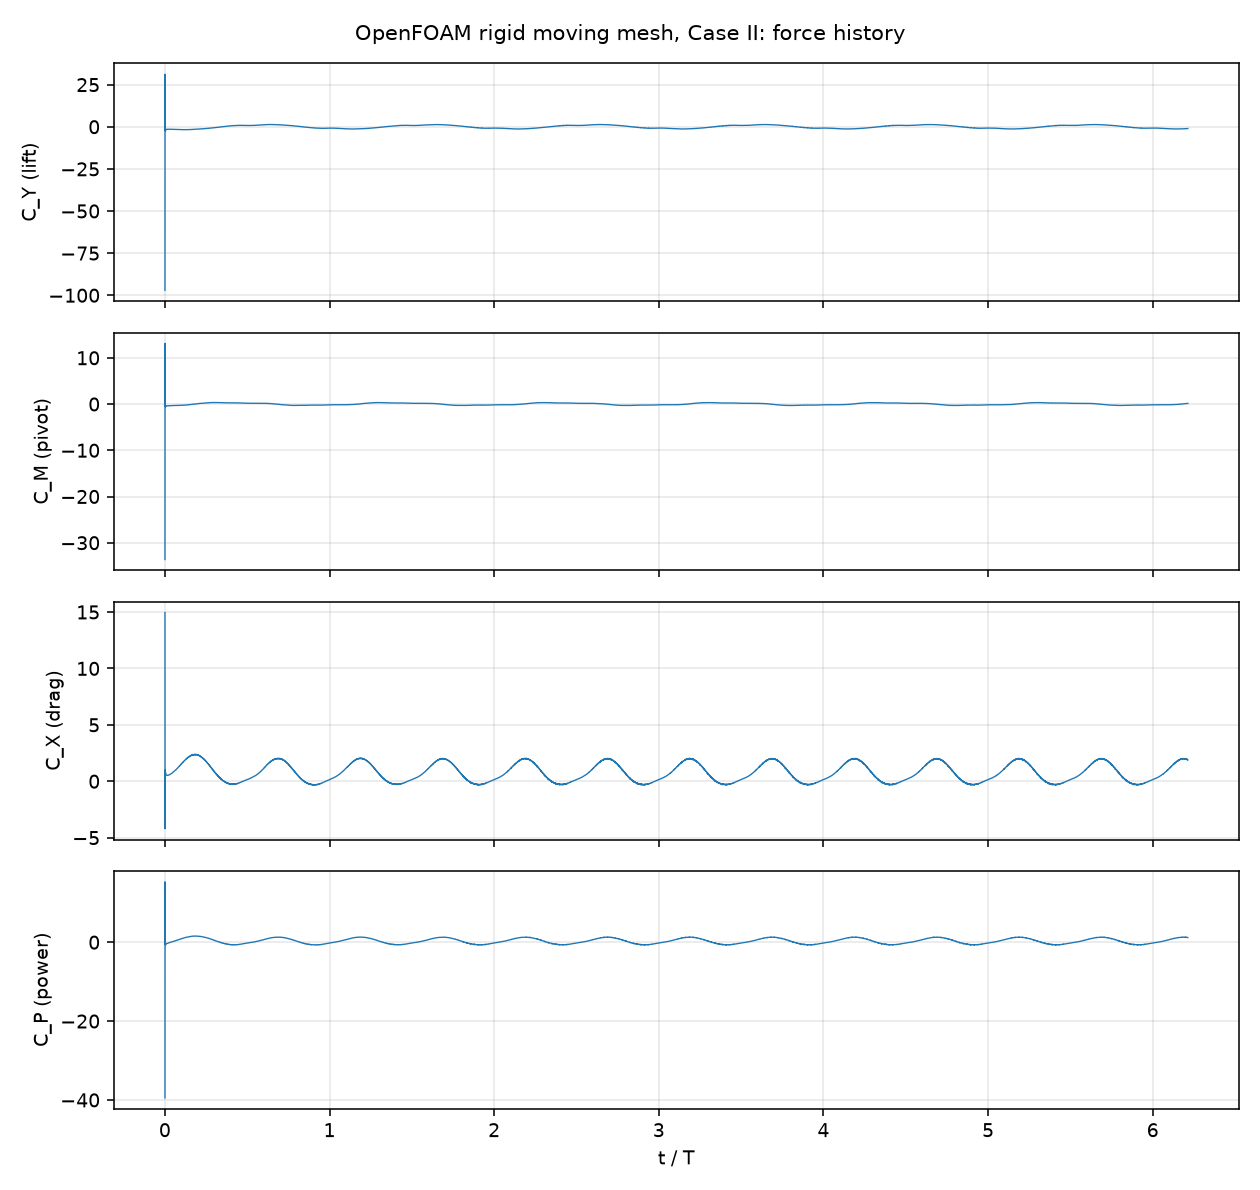 OpenFOAM rigid moving mesh, Case II: force history
25
0
−25
−50
−75
−100
C_Y (lift)
10
0
−10
−20
−30
C_M (pivot)
15
10
5
0
−5
C_X (drag)
0
−20
−40
C_P (power)
0 1 2 3 4 5 6
t / T